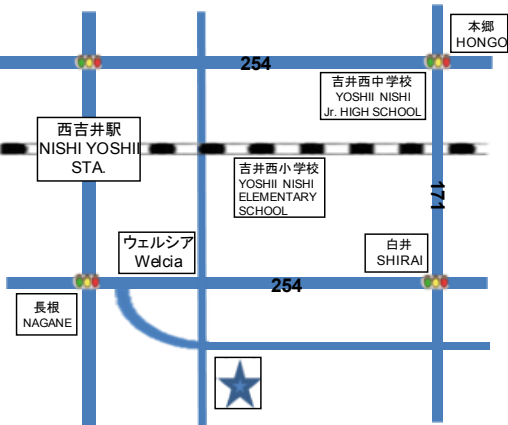 本郷
HONGO
254
吉井西中学校
YOSHII NISHI
Jr. HIGH SCHOOL
西吉井駅
NISHI YOSHII
STA.
吉井西小学校
YOSHII NISHI
ELEMENTARY
SCHOOL
171
ウェルシア
Welcia
白井
SHIRAI
254
長根
NAGANE